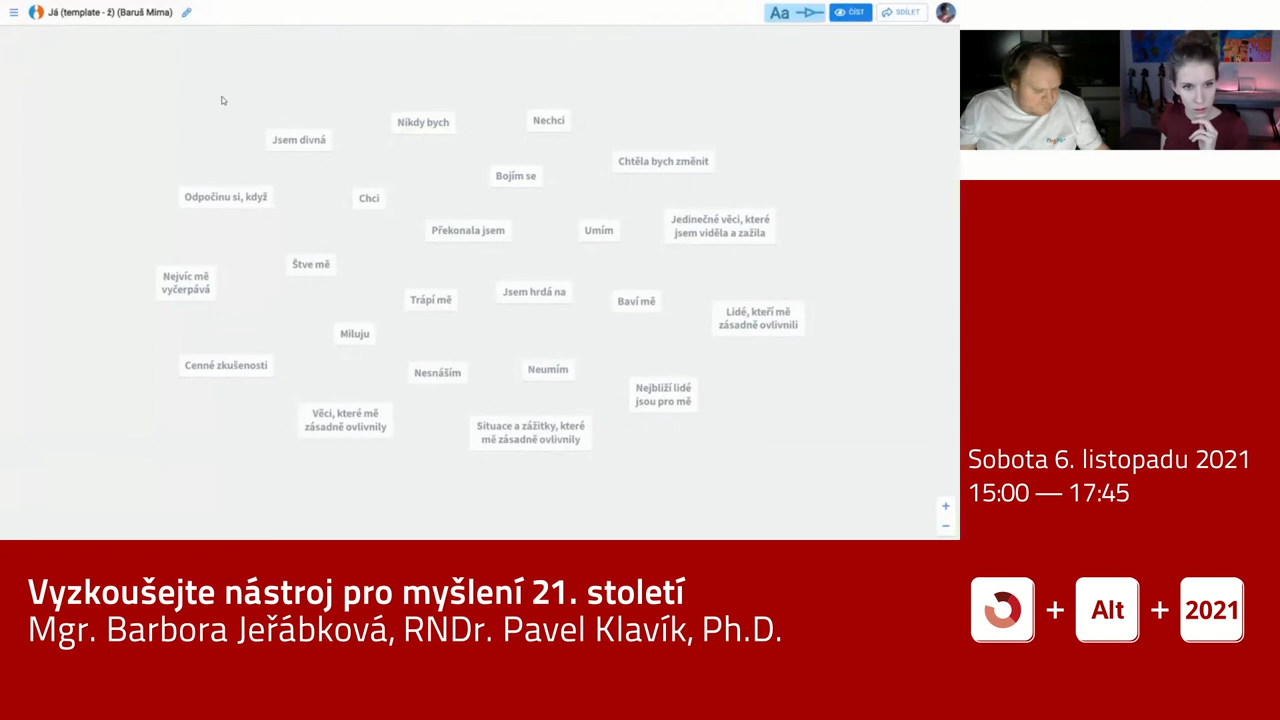 Já (template - ž) (Baruš Mima)
Aa
ČÍST
SDÍLET
Nikdy bych
Nechci
Jsem divná
Chtěla bych změnit
Bojím se
Odpočinu si, když
Chci
Jedinečné věci, které
jsem viděla a zažila
Překonala jsem
Umím
Štve mě
Nejvíc mě
vyčerpává
Trápí mě
Jsem hrdá na
Baví mě
Lidé, kteří mě
zásadně ovlivnili
Miluju
Cenné zkušenosti
Nesnáším
Neumím
Nejbližší lidé
jsou pro mě
Věci, které mě
zásadně ovlivnily
Situace a zážitky, které
mě zásadně ovlivnily
+
−
Sobota 6. listopadu 2021
15:00 — 17:45
Vyzkoušejte nástroj pro myšlení 21. století
Mgr. Barbora Jeřábková, RNDr. Pavel Klavík, Ph.D.
+ Alt + 2021